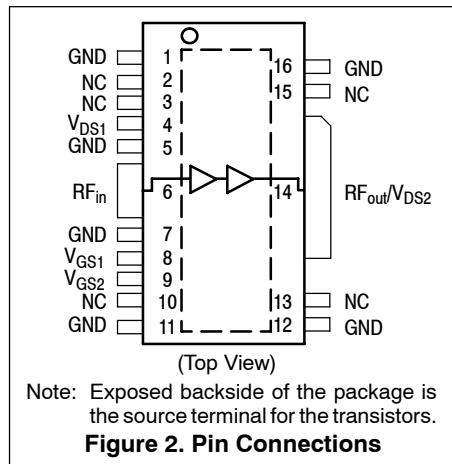 GND 1
NC 2
NC 3
VDS1 4
GND 5
RFin 6
GND 7
VGS1 8
VGS2 9
NC 10
GND 11
16 GND
15 NC
14 RFout/VDS2
13 NC
12 GND
(Top View)
Note: Exposed backside of the package is
the source terminal for the transistors.
Figure 2. Pin Connections